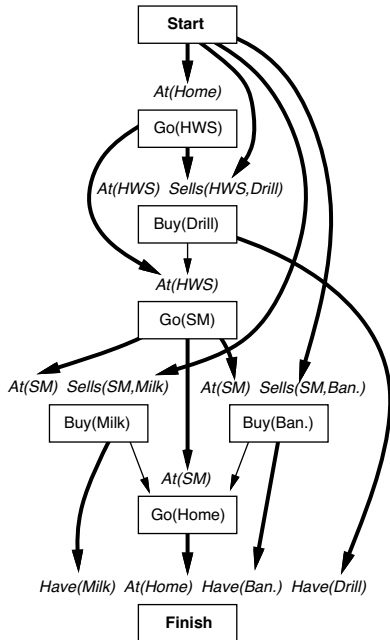 Start
At(Home)
Go(HWS)
At(HWS) Sells(HWS,Drill)
Buy(Drill)
At(HWS)
Go(SM)
At(SM) Sells(SM,Milk) At(SM) Sells(SM,Ban.)
Buy(Milk) Buy(Ban.)
At(SM)
Go(Home)
Have(Milk) At(Home) Have(Ban.) Have(Drill)
Finish